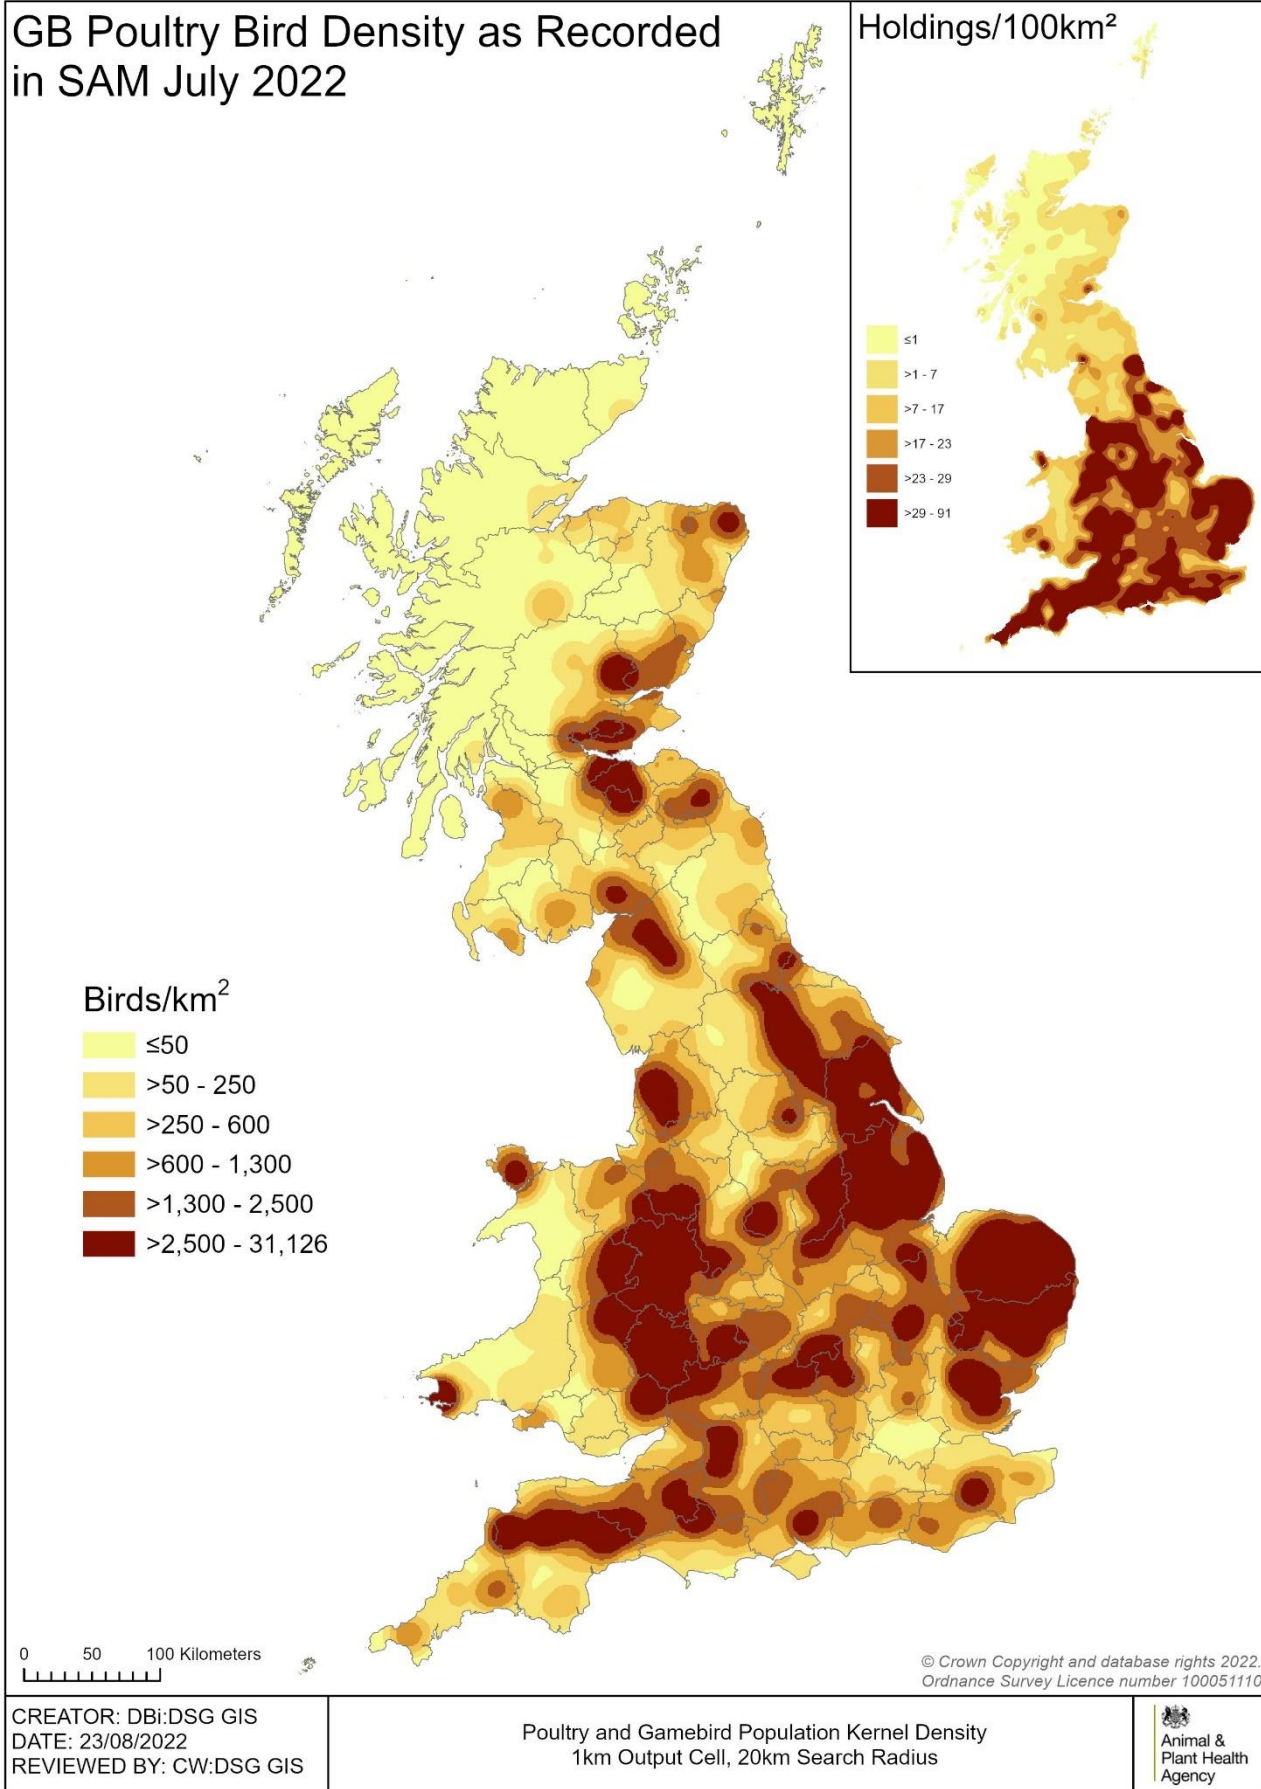 GB Poultry Bird Density as Recorded
in SAM July 2022
Holdings/100km²
≤1
>1 - 7
>7 - 17
>17 - 23
>23 - 29
>29 - 91
Birds/km²
≤50
>50 - 250
>250 - 600
>600 - 1,300
>1,300 - 2,500
>2,500 - 31,126
0 50 100 Kilometers
© Crown Copyright and database rights 2022.
Ordnance Survey Licence number 100051110
CREATOR: DBi:DSG GIS
DATE: 23/08/2022
REVIEWED BY: CW:DSG GIS
Poultry and Gamebird Population Kernel Density
1km Output Cell, 20km Search Radius
Animal &
Plant Health
Agency